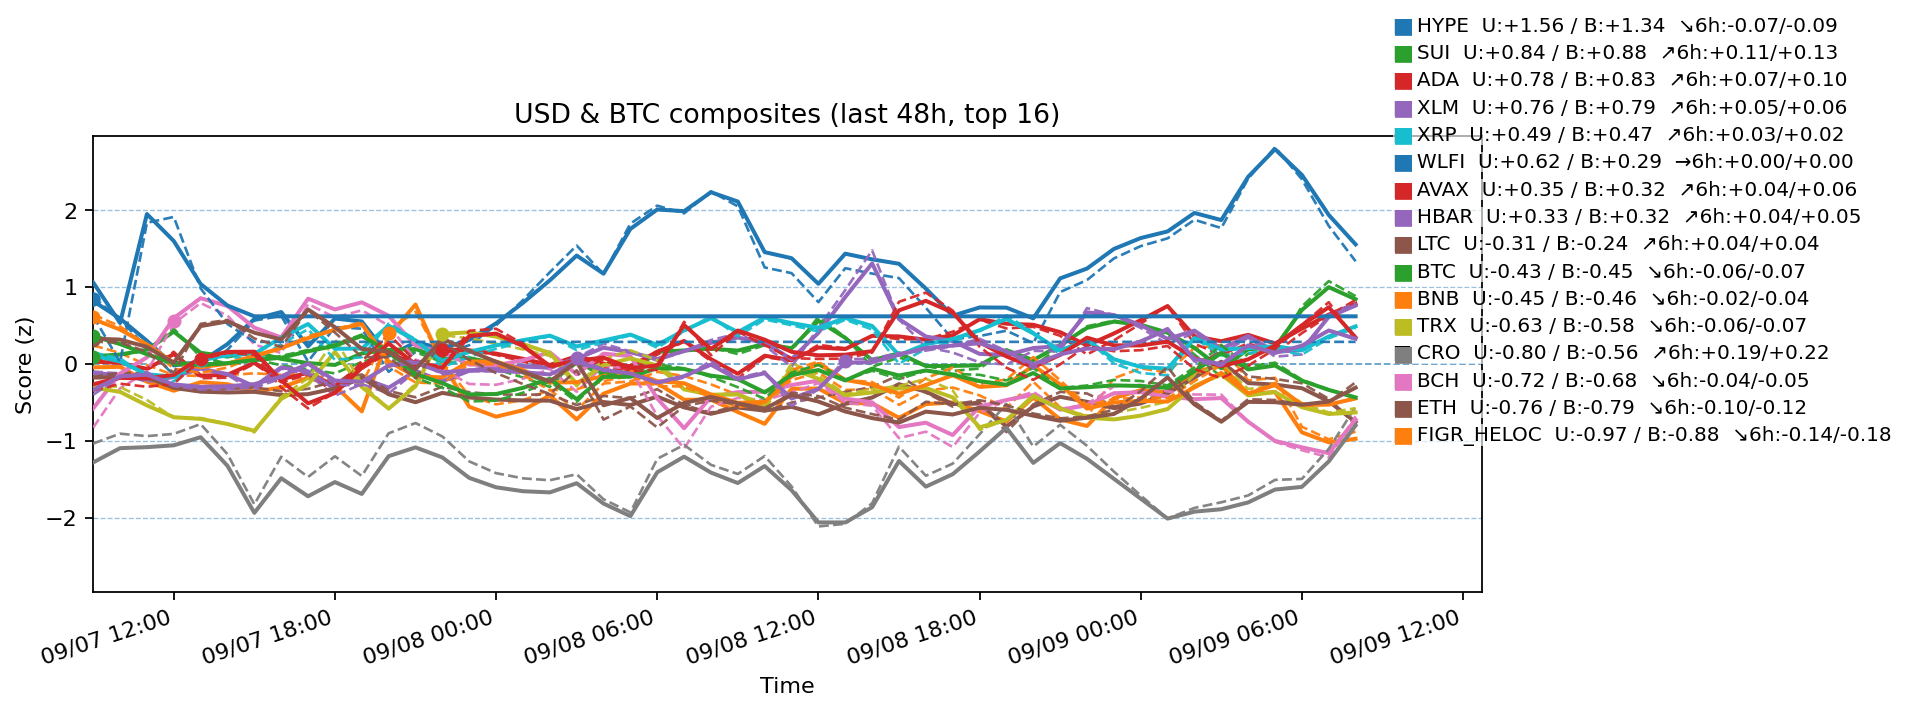 HYPE  U:+1.56 / B:+1.34  ↘6h:-0.07/-0.09
SUI  U:+0.84 / B:+0.88  ↗6h:+0.11/+0.13
ADA  U:+0.78 / B:+0.83  ↗6h:+0.07/+0.10
XLM  U:+0.76 / B:+0.79  ↗6h:+0.05/+0.06
XRP  U:+0.49 / B:+0.47  ↗6h:+0.03/+0.02
WLFI  U:+0.62 / B:+0.29  →6h:+0.00/+0.00
AVAX  U:+0.35 / B:+0.32  ↗6h:+0.04/+0.06
HBAR  U:+0.33 / B:+0.32  ↗6h:+0.04/+0.05
LTC  U:-0.31 / B:-0.24  ↗6h:+0.04/+0.04
BTC  U:-0.43 / B:-0.45  ↘6h:-0.06/-0.07
BNB  U:-0.45 / B:-0.46  ↘6h:-0.02/-0.04
TRX  U:-0.63 / B:-0.58  ↘6h:-0.06/-0.07
CRO  U:-0.80 / B:-0.56  ↗6h:+0.19/+0.22
BCH  U:-0.72 / B:-0.68  ↘6h:-0.04/-0.05
ETH  U:-0.76 / B:-0.79  ↘6h:-0.10/-0.12
FIGR_HELOC  U:-0.97 / B:-0.88  ↘6h:-0.14/-0.18
USD & BTC composites (last 48h, top 16)
Score (z)
2
1
0
−1
−2
09/07 12:00
09/07 18:00
09/08 00:00
09/08 06:00
09/08 12:00
09/08 18:00
09/09 00:00
09/09 06:00
09/09 12:00
Time